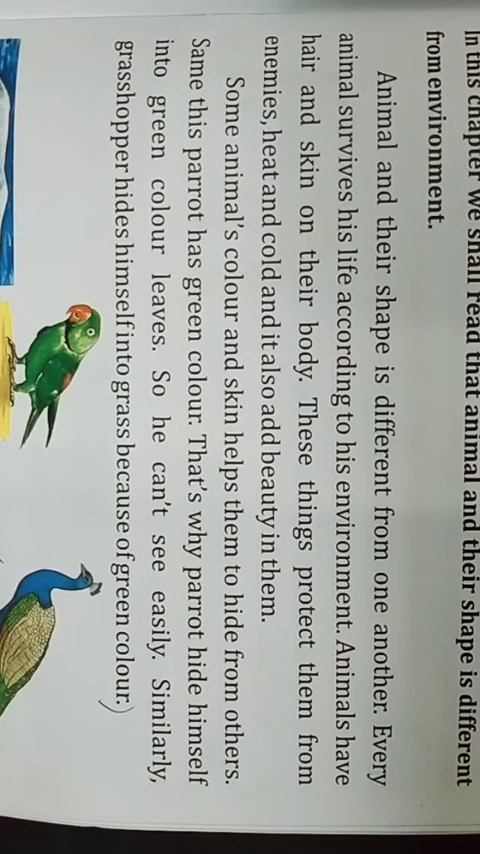 In this chapter we shall read that animal and their shape is different
from environment.
Animal and their shape is different from one another. Every
animal survives his life according to his environment. Animals have
hair and skin on their body. These things protect them from
enemies, heat and cold and it also add beauty in them.
Some animal's colour and skin helps them to hide from others.
Same this parrot has green colour. That's why parrot hide himself
into green colour leaves. So he can't see easily. Similarly,
grasshopper hides himself into grass because of green colour.)